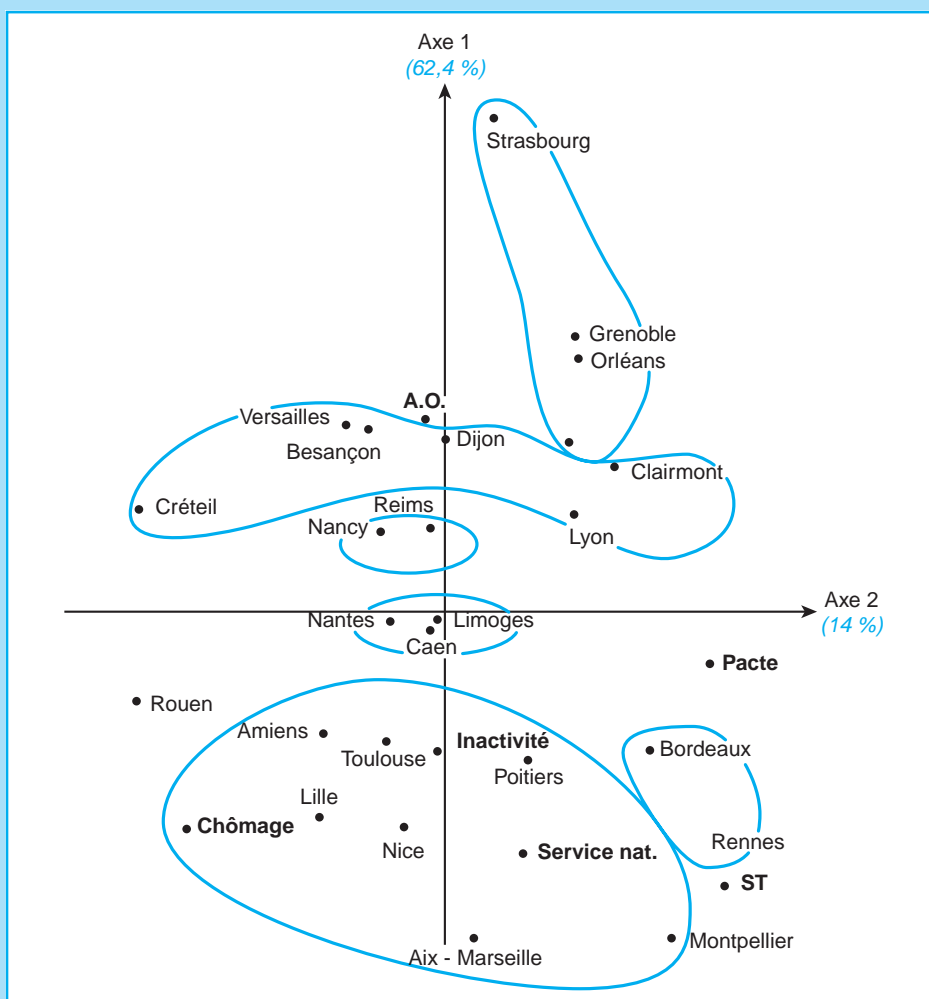 Axe 1
(62,4 %)
Strasbourg
Grenoble
Orléans
A.O.
Versailles
Dijon
Besançon
Clairmont
Créteil
Reims
Nancy
Lyon
Axe 2
(14 %)
Nantes
Limoges
Caen
Pacte
Rouen
Amiens
Inactivité
Toulouse
Bordeaux
Poitiers
Lille
Chômage
Nice
Service nat.
Rennes
ST
Aix - Marseille
Montpellier